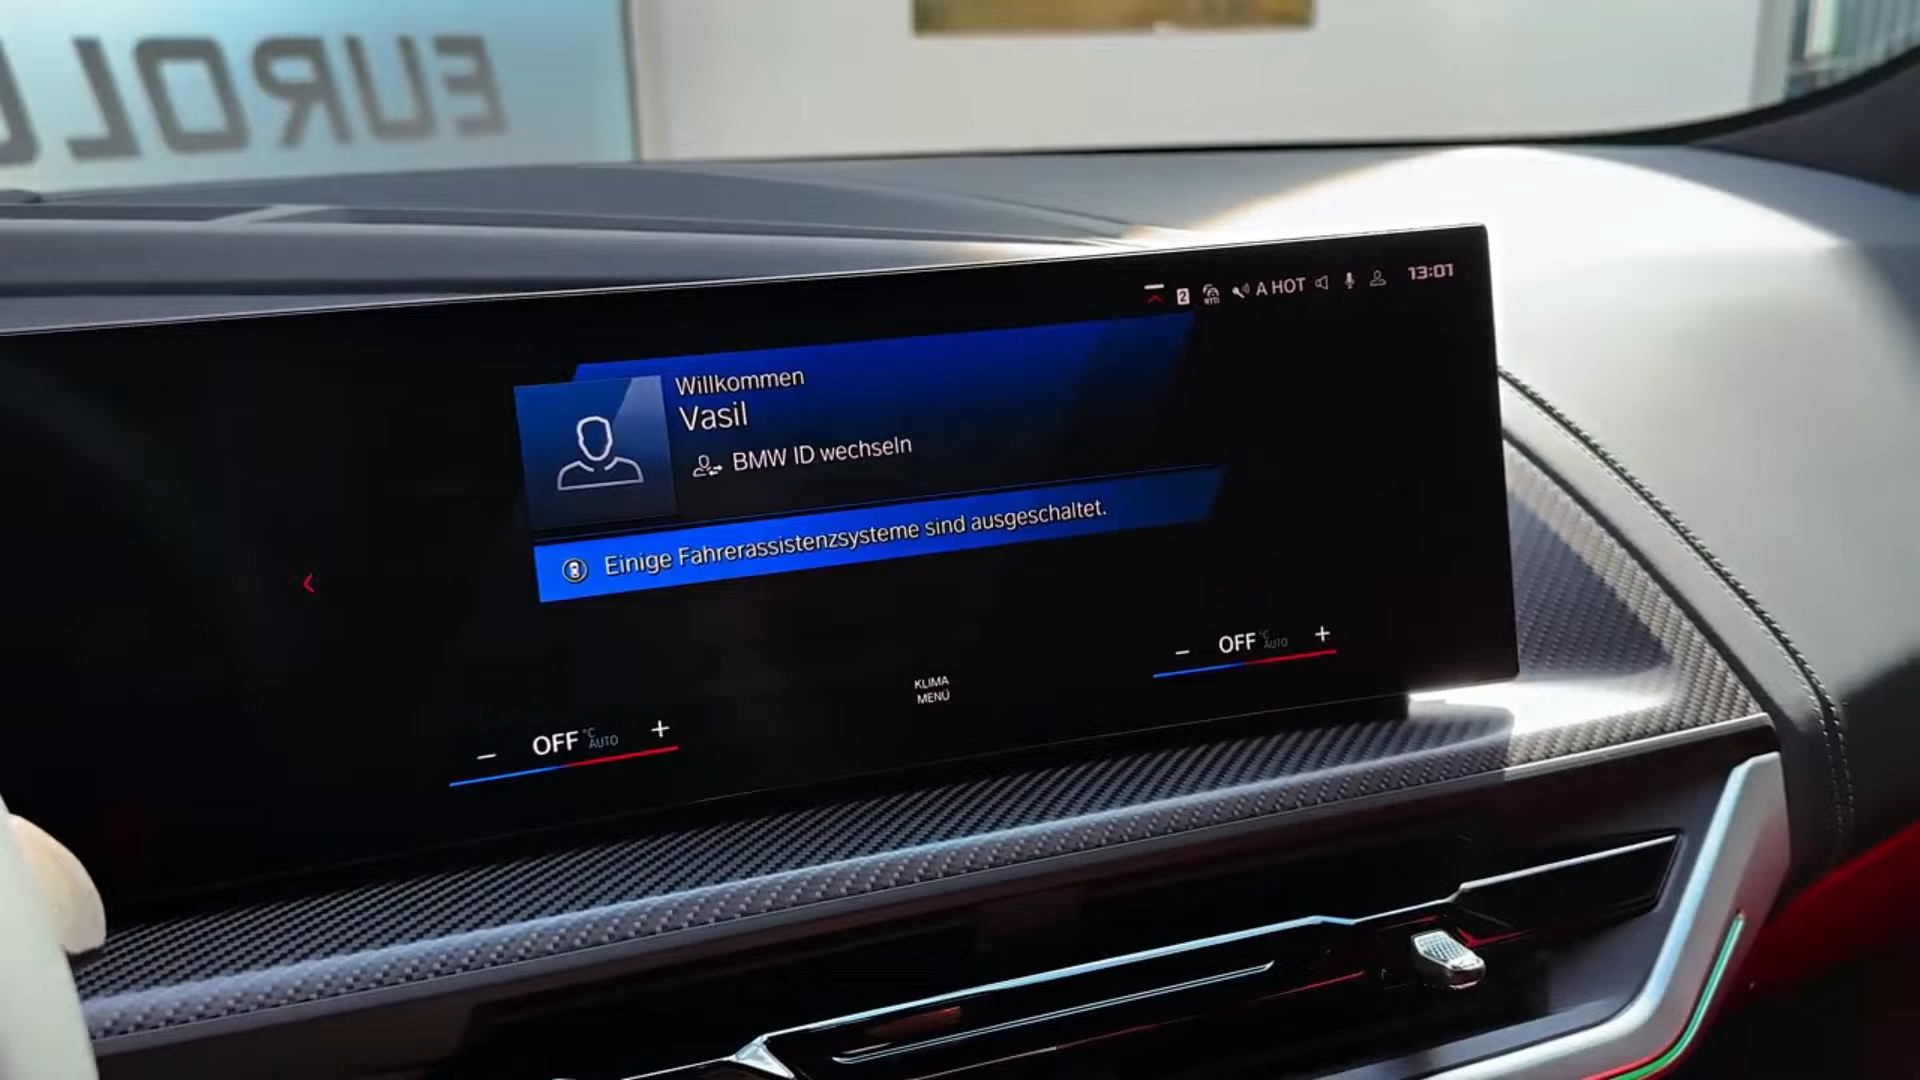 EUROL
2 A HOT 13:01
Willkommen
Vasil
BMW ID wechseln
Einige Fahrerassistenzsysteme sind ausgeschaltet.
− OFF °C AUTO +
KLIMA
MENÜ
− OFF °C AUTO +